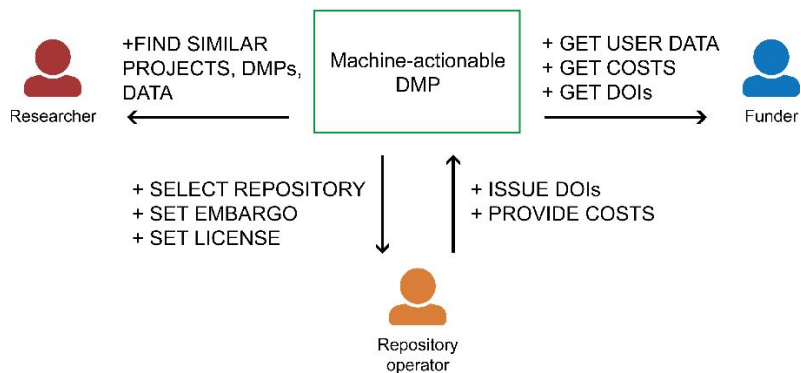 +FIND SIMILAR
PROJECTS, DMPs,
DATA
Researcher
Machine-actionable
DMP
+ GET USER DATA
+ GET COSTS
+ GET DOIs
Funder
+ SELECT REPOSITORY
+ SET EMBARGO
+ SET LICENSE
+ ISSUE DOIs
+ PROVIDE COSTS
Repository
operator